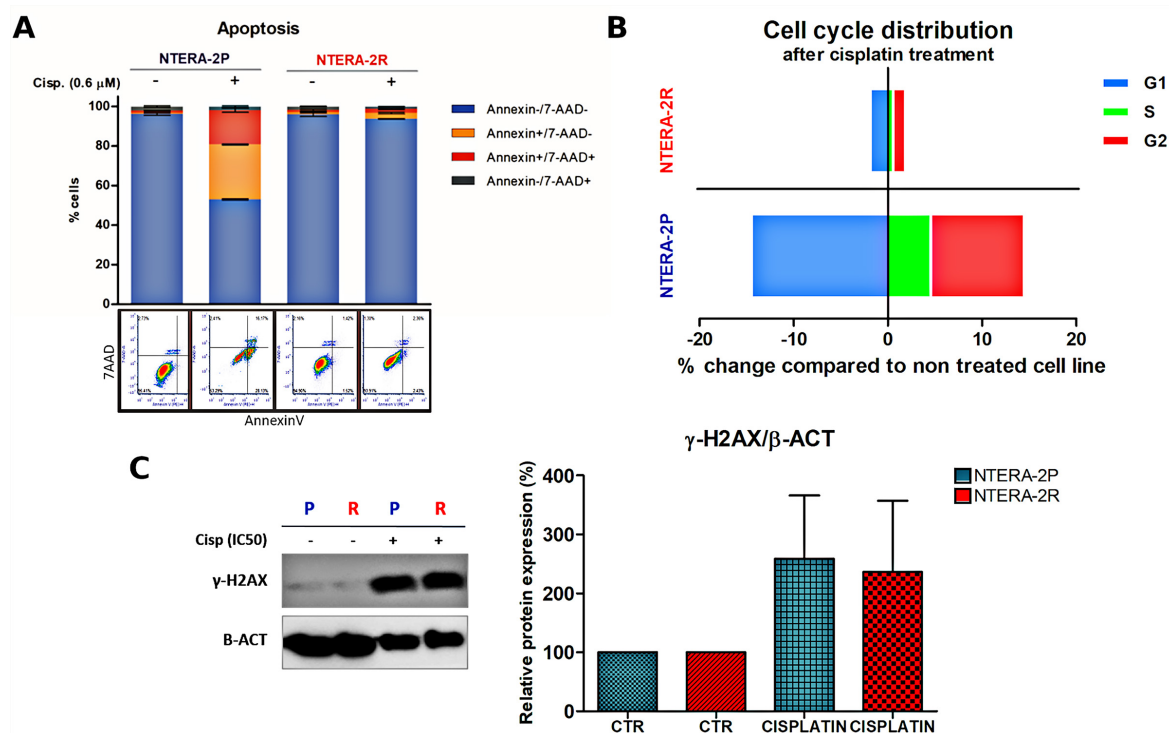 A
Apoptosis
NTERA-2P
NTERA-2R
Cisp. (0.6 μM)
-
+
-
+
% cells
100
80
60
40
20
0
Annexin-/7-AAD-
Annexin+/7-AAD-
Annexin+/7-AAD+
Annexin-/7-AAD+
7AAD
AnnexinV
B
Cell cycle distribution
after cisplatin treatment
NTERA-2R
NTERA-2P
G1
S
G2
-20
-10
0
10
20
% change compared to non treated cell line
C
P R P R
Cisp (IC50) - - + +
γ-H2AX
B-ACT
γ-H2AX/β-ACT
Relative protein expression (%)
400
300
200
100
0
CTR CTR CISPLATIN CISPLATIN
NTERA-2P
NTERA-2R